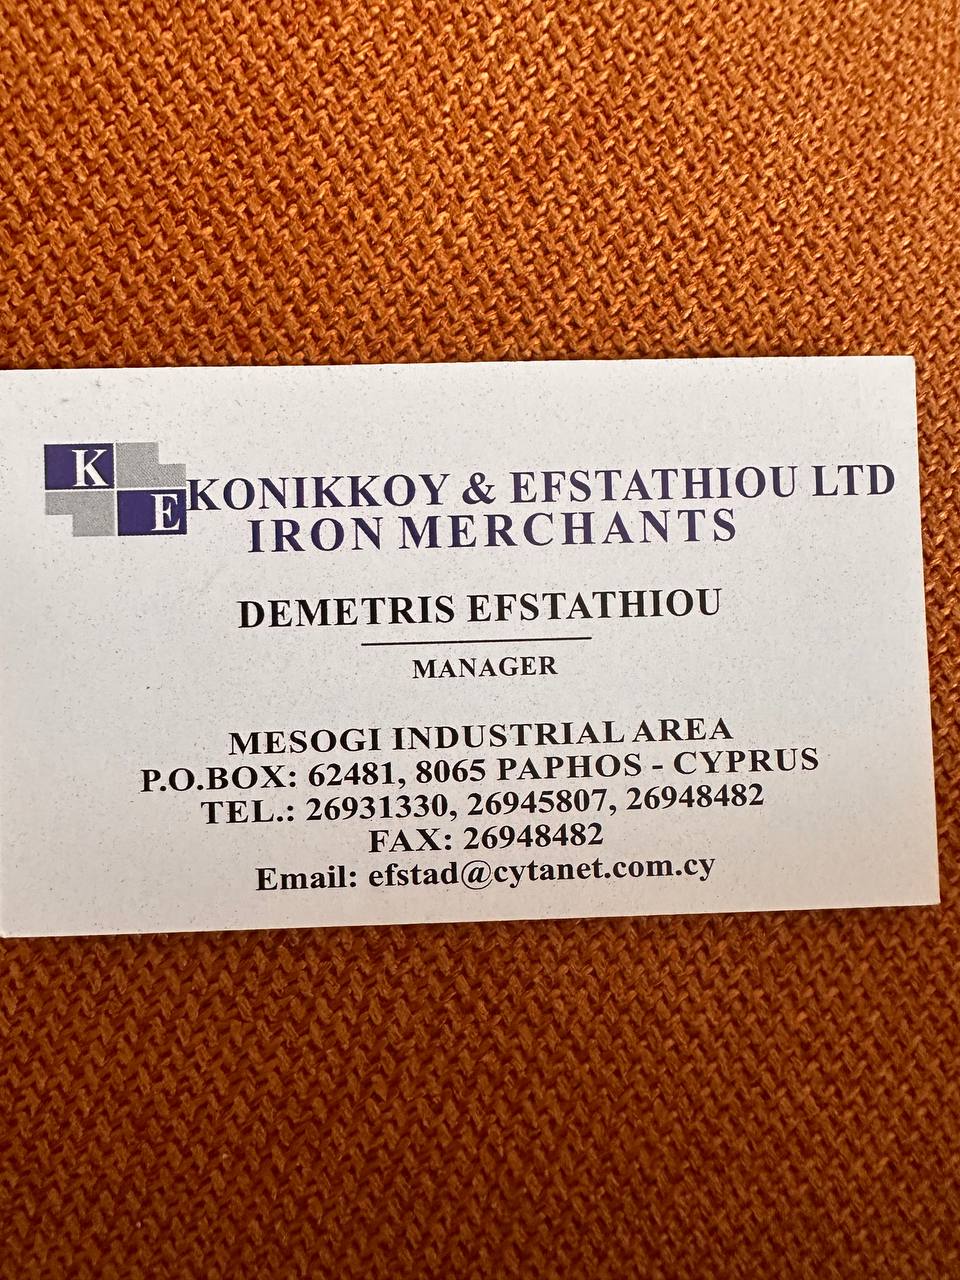 K
E
KONIKKOY & EFSTATHIOU LTD
IRON MERCHANTS
DEMETRIS EFSTATHIOU
MANAGER
MESOGI INDUSTRIAL AREA
P.O.BOX: 62481, 8065 PAPHOS - CYPRUS
TEL.: 26931330, 26945807, 26948482
FAX: 26948482
Email: efstad@cytanet.com.cy